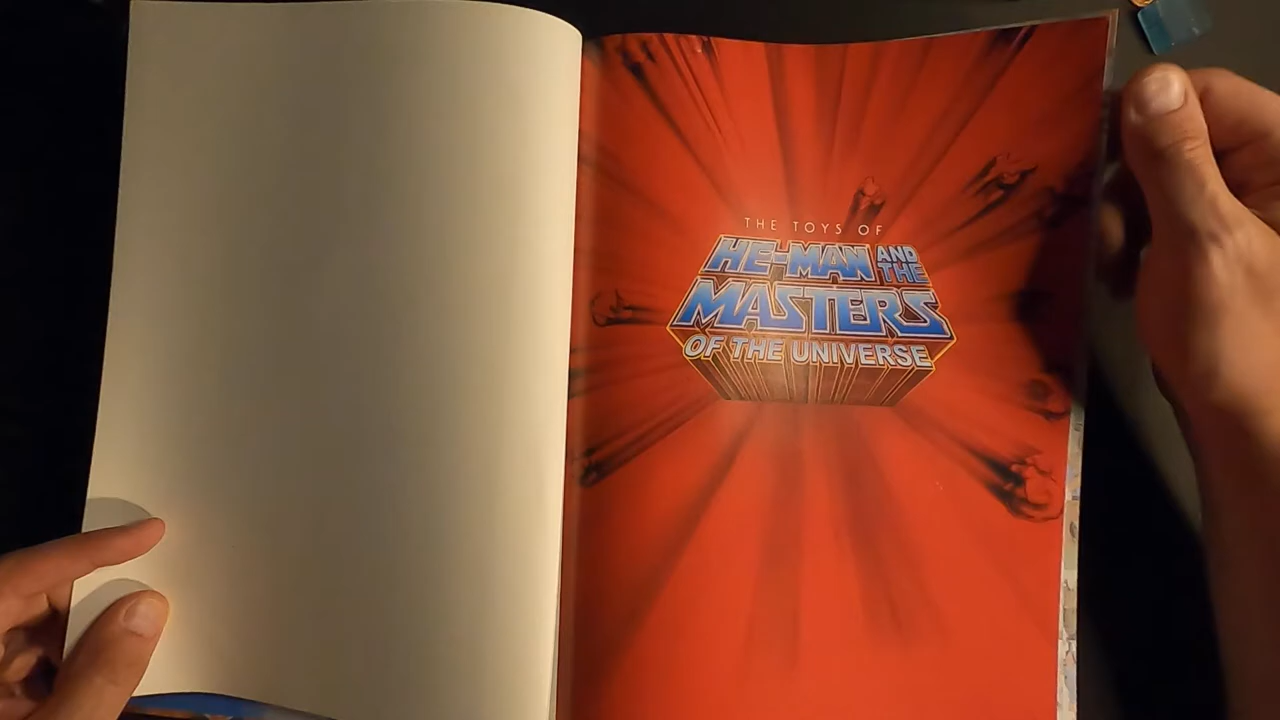 THE TOYS OF
HE-MAN AND THE
MASTERS
OF THE UNIVERSE